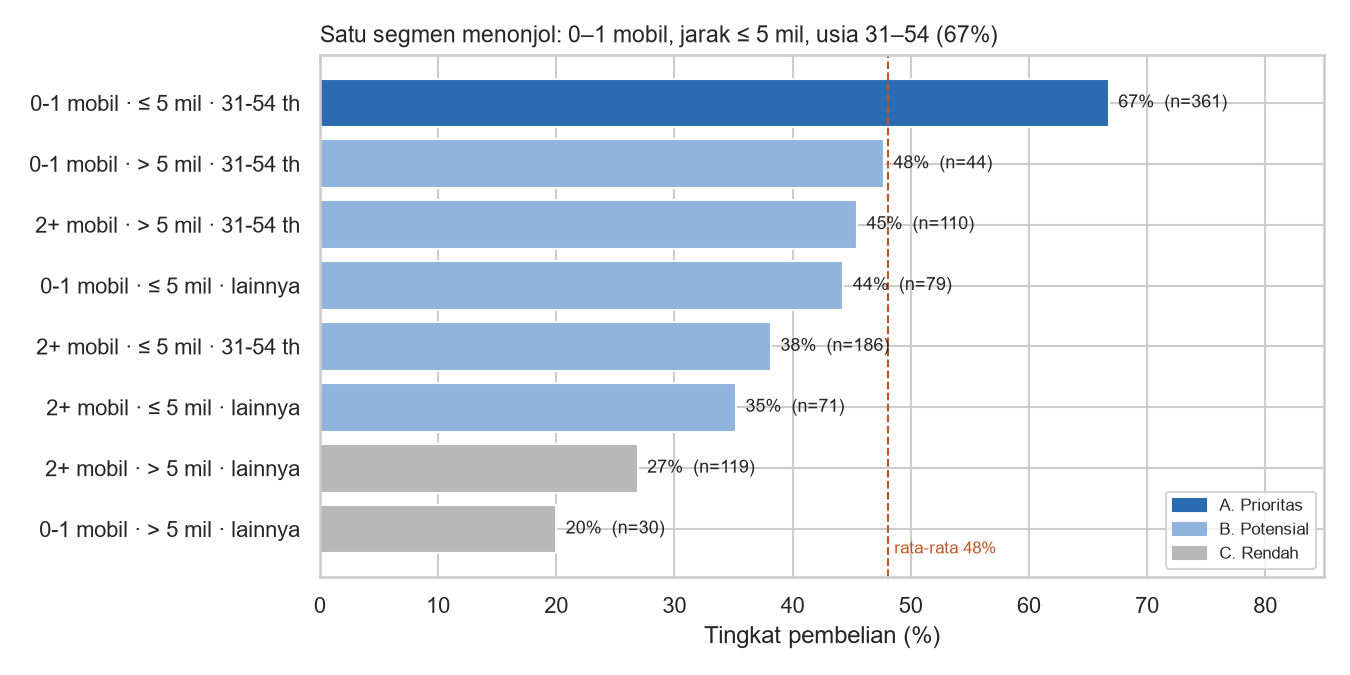 Satu segmen menonjol: 0–1 mobil, jarak ≤ 5 mil, usia 31–54 (67%)
0-1 mobil · ≤ 5 mil · 31-54 th
67% (n=361)
0-1 mobil · > 5 mil · 31-54 th
48% (n=44)
2+ mobil · > 5 mil · 31-54 th
45% (n=110)
0-1 mobil · ≤ 5 mil · lainnya
44% (n=79)
2+ mobil · ≤ 5 mil · 31-54 th
38% (n=186)
2+ mobil · ≤ 5 mil · lainnya
35% (n=71)
2+ mobil · > 5 mil · lainnya
27% (n=119)
0-1 mobil · > 5 mil · lainnya
20% (n=30)
rata-rata 48%
A. Prioritas
B. Potensial
C. Rendah
0 10 20 30 40 50 60 70 80
Tingkat pembelian (%)